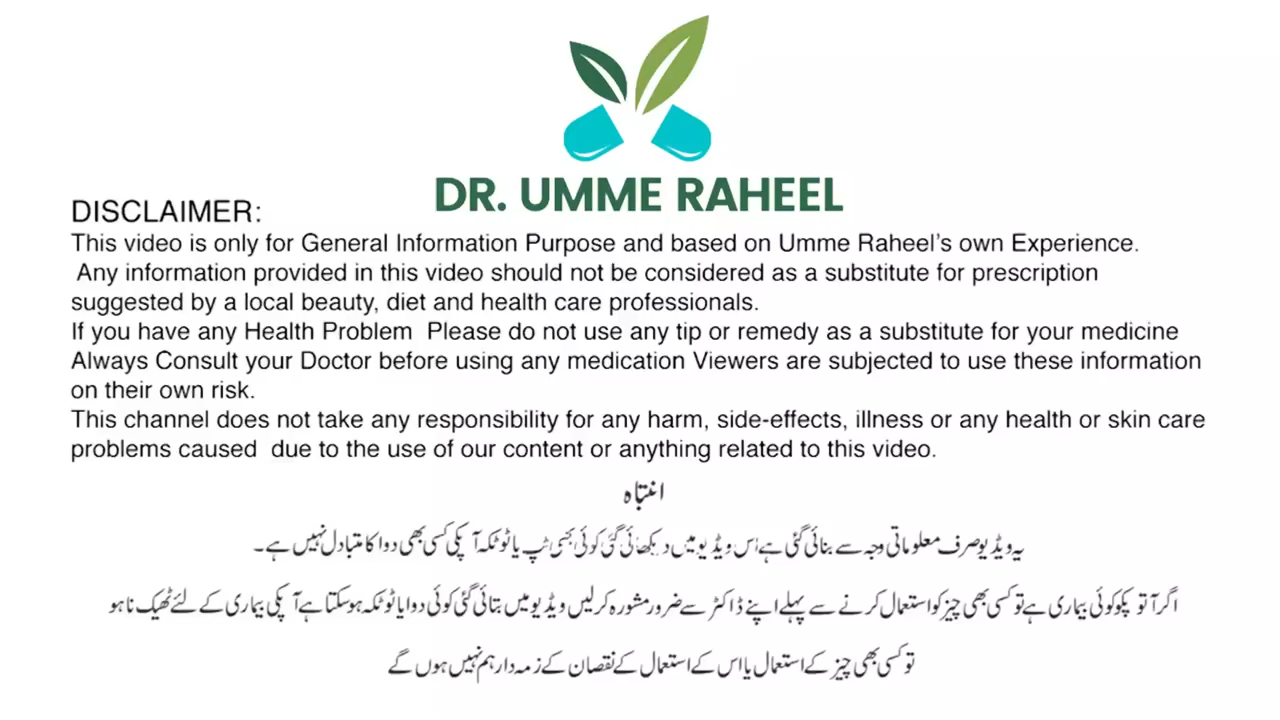 DR. UMME RAHEEL
DISCLAIMER:
This video is only for General Information Purpose and based on Umme Raheel's own Experience.
Any information provided in this video should not be considered as a substitute for prescription
suggested by a local beauty, diet and health care professionals.
If you have any Health Problem Please do not use any tip or remedy as a substitute for your medicine
Always Consult your Doctor before using any medication Viewers are subjected to use these information
on their own risk.
This channel does not take any responsibility for any harm, side-effects, illness or any health or skin care
problems caused due to the use of our content or anything related to this video.
انتباہ
یہ ویڈیو صرف معلوماتی وجہ سے بنائی گئی ہے اس ویڈیو میں دیکھائی گئی کوئی بھی ٹپ یا ٹوٹکہ آپکی کسی بھی دوا کا متبادل نہیں ہے۔
اگر آپکو کوئی بیماری ہے تو کسی بھی چیز کو استعمال کرنے سے پہلے اپنے ڈاکٹر سے ضرور مشورہ کرلیں ویڈیو میں بتائی گئی کوئی دوا یا ٹوٹکہ ہو سکتا ہے آپکی بیماری کے لئے ٹھیک نا ہو
تو کسی بھی چیز کے استعمال یا اس کے استعمال کے نقصان کے زمہ دار ہم نہیں ہوں گے